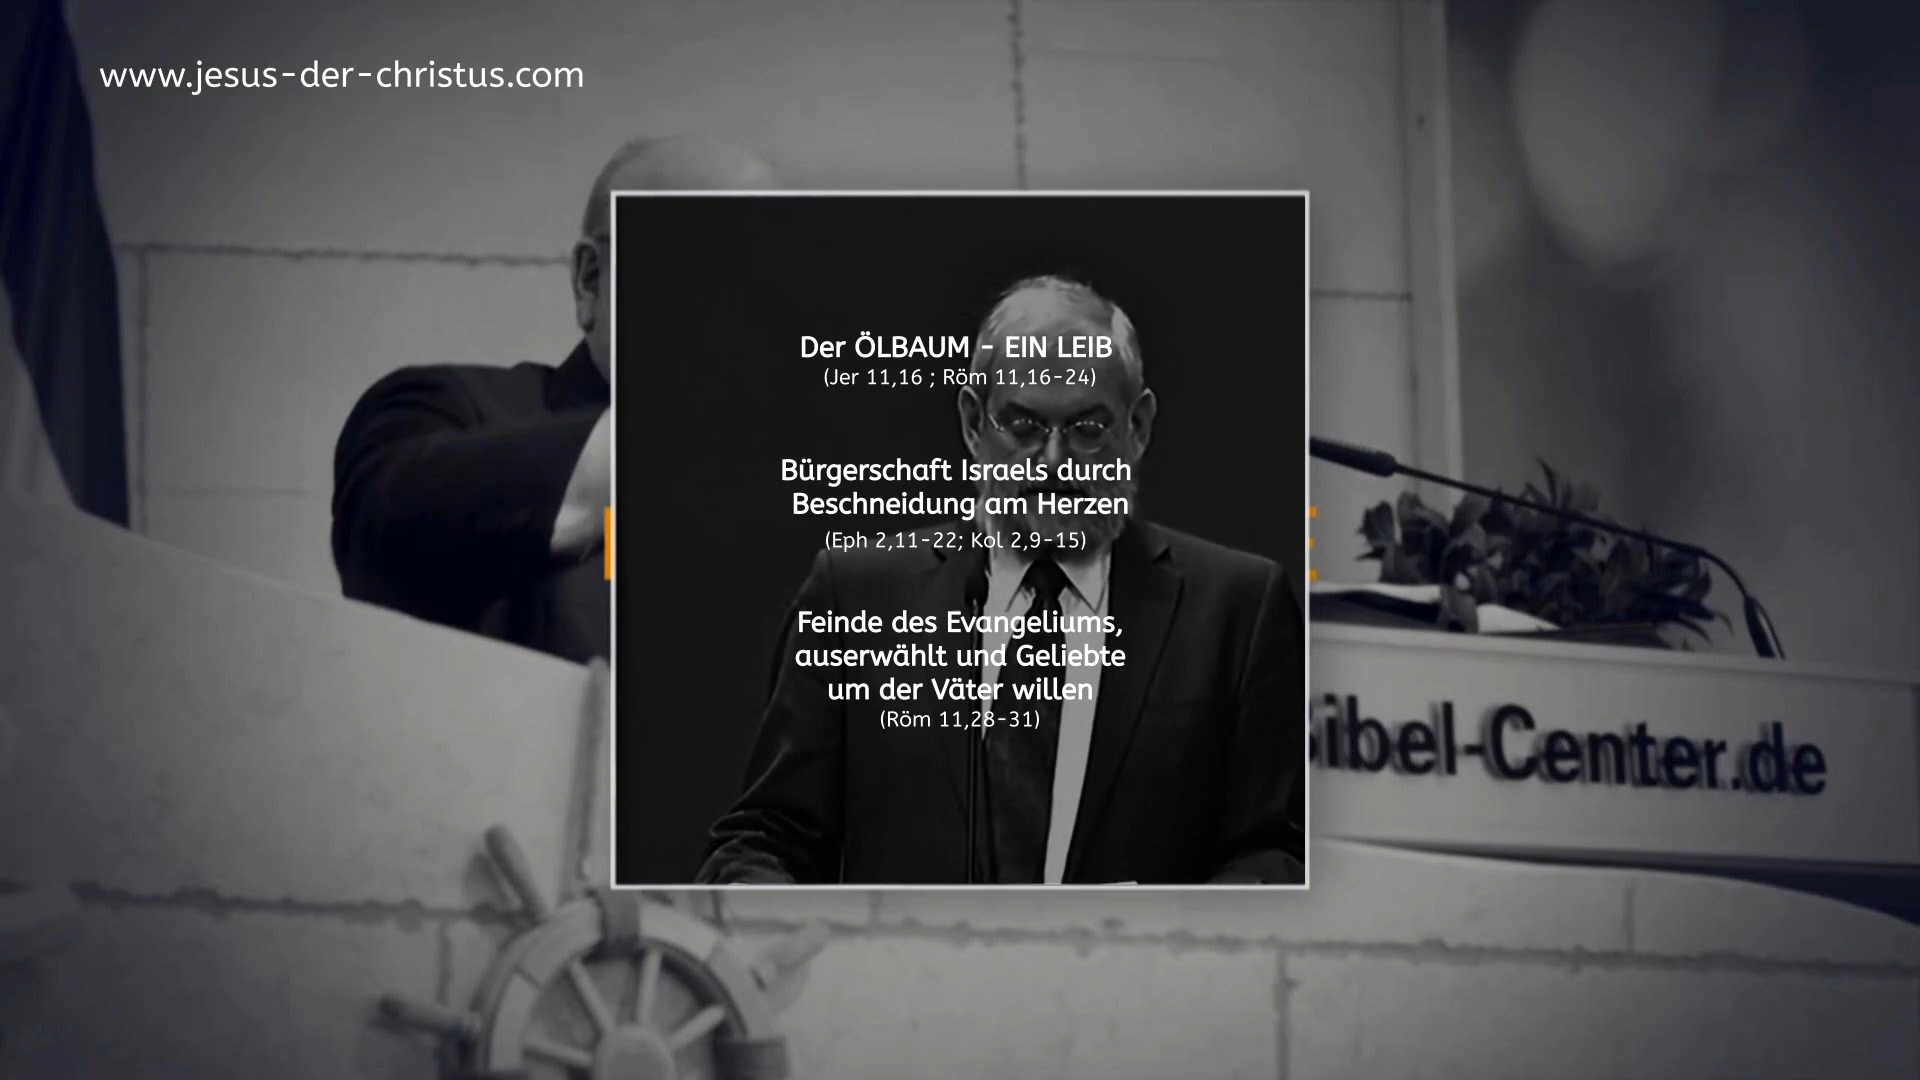 www.jesus-der-christus.com
Der ÖLBAUM - EIN LEIB
(Jer 11,16 ; Röm 11,16-24)
Bürgerschaft Israels durch
Beschneidung am Herzen
(Eph 2,11-22; Kol 2,9-15)
Feinde des Evangeliums,
auserwählt und Geliebte
um der Väter willen
(Röm 11,28-31)
ibel-Center.de